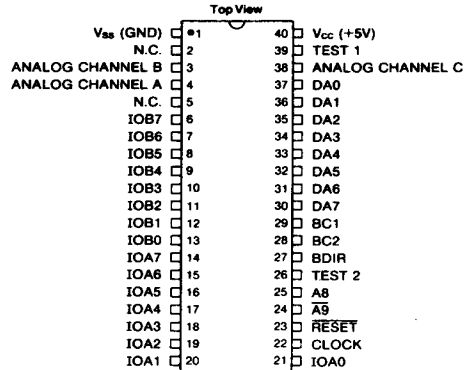 Top View
Vss (GND) 1 40 Vcc (+5V)
N.C. 2 39 TEST 1
ANALOG CHANNEL B 3 38 ANALOG CHANNEL C
ANALOG CHANNEL A 4 37 DA0
N.C. 5 36 DA1
IOB7 6 35 DA2
IOB6 7 34 DA3
IOB5 8 33 DA4
IOB4 9 32 DA5
IOB3 10 31 DA6
IOB2 11 30 DA7
IOB1 12 29 BC1
IOB0 13 28 BC2
IOA7 14 27 BDIR
IOA6 15 26 TEST 2
IOA5 16 25 A8
IOA4 17 24 A9
IOA3 18 23 RESET
IOA2 19 22 CLOCK
IOA1 20 21 IOA0